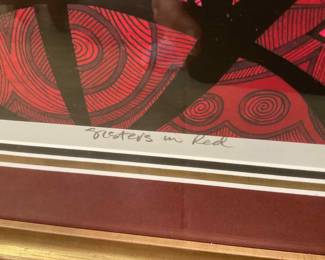 Sisters in Red